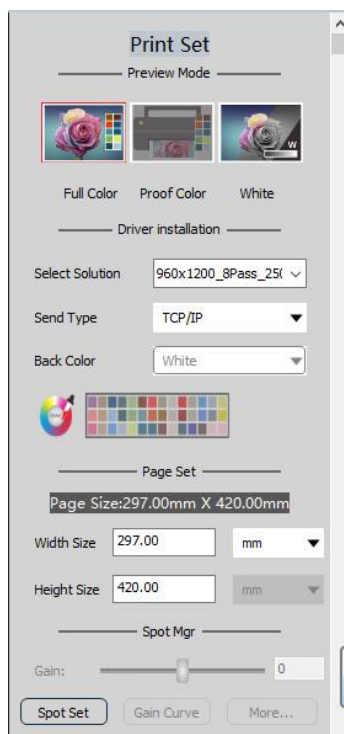 Print Set
Preview Mode
W
Full Color Proof Color White
Driver installation
Select Solution 960x1200_8Pass_250
Send Type TCP/IP
Back Color White
Page Set
Page Size:297.00mm X 420.00mm
Width Size 297.00 mm
Height Size 420.00 mm
Spot Mgr
Gain: 0
Spot Set Gain Curve More...